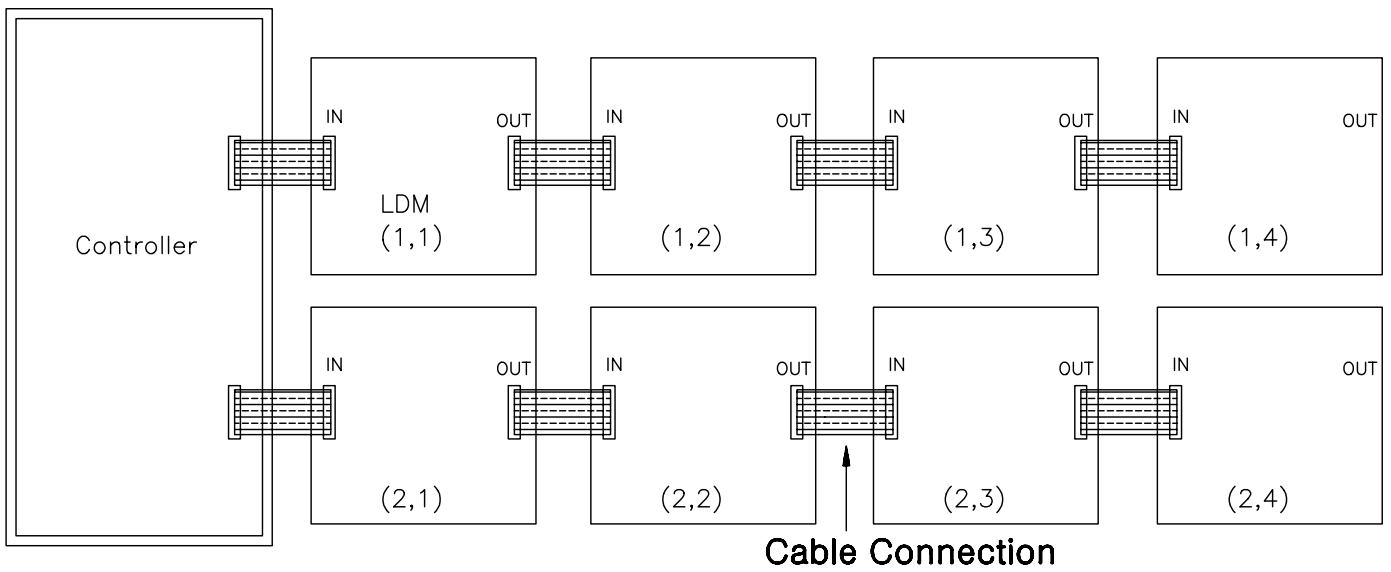 IN OUT IN OUT IN OUT IN OUT
LDM
Controller (1,1) (1,2) (1,3) (1,4)
IN OUT IN OUT IN OUT IN OUT
(2,1) (2,2) (2,3) (2,4)
Cable Connection